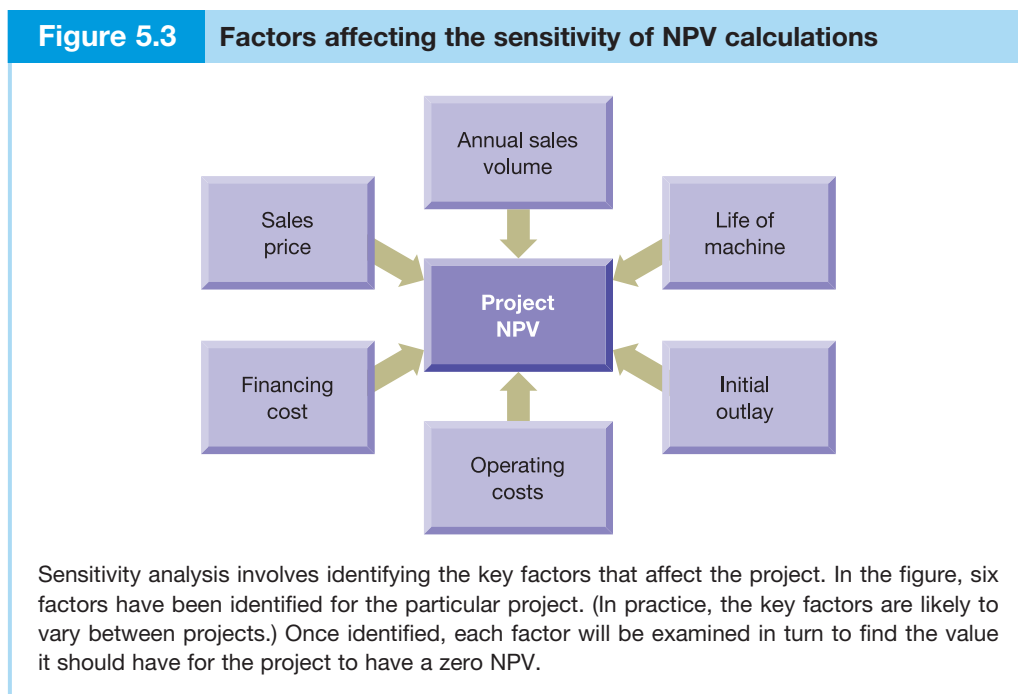 Figure 5.3 Factors affecting the sensitivity of NPV calculations
Annual sales
volume
Sales
price
Life of
machine
Project
NPV
Financing
cost
Initial
outlay
Operating
costs
Sensitivity analysis involves identifying the key factors that affect the project. In the figure, six
factors have been identified for the particular project. (In practice, the key factors are likely to
vary between projects.) Once identified, each factor will be examined in turn to find the value
it should have for the project to have a zero NPV.